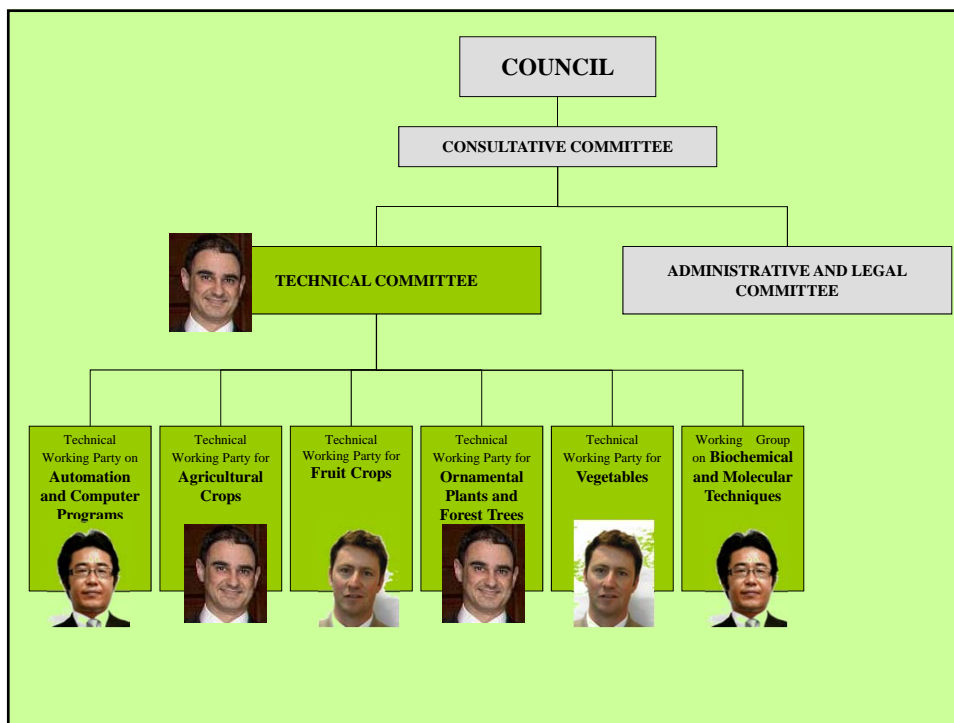 COUNCIL
CONSULTATIVE COMMITTEE
TECHNICAL COMMITTEE
ADMINISTRATIVE AND LEGAL
COMMITTEE
Technical
Working Party on
Automation
and Computer
Programs
Technical
Working Party for
Agricultural
Crops
Technical
Working Party for
Fruit Crops
Technical
Working Party for
Ornamental
Plants and
Forest Trees
Technical
Working Party for
Vegetables
Working Group
on Biochemical
and Molecular
Techniques